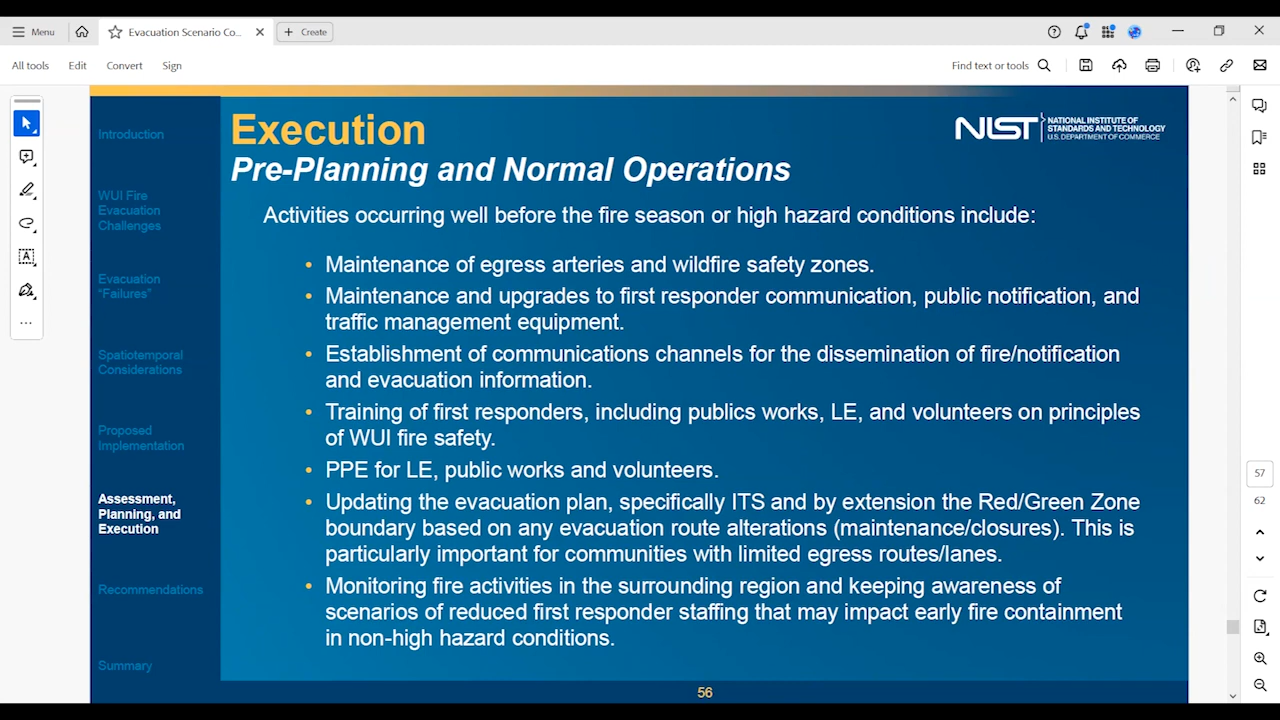 Menu
Evacuation Scenario Co...
Create
All tools
Edit
Convert
Sign
Find text or tools
Introduction
WUI Fire
Evacuation
Challenges
Evacuation
“Failures”
Spatiotemporal
Considerations
Proposed
Implementation
Assessment,
Planning, and
Execution
Recommendations
Summary
Execution
NIST
NATIONAL INSTITUTE OF
STANDARDS AND TECHNOLOGY
U.S. DEPARTMENT OF COMMERCE
Pre-Planning and Normal Operations
Activities occurring well before the fire season or high hazard conditions include:
• Maintenance of egress arteries and wildfire safety zones.
• Maintenance and upgrades to first responder communication, public notification, and
traffic management equipment.
• Establishment of communications channels for the dissemination of fire/notification
and evacuation information.
• Training of first responders, including publics works, LE, and volunteers on principles
of WUI fire safety.
• PPE for LE, public works and volunteers.
• Updating the evacuation plan, specifically ITS and by extension the Red/Green Zone
boundary based on any evacuation route alterations (maintenance/closures). This is
particularly important for communities with limited egress routes/lanes.
• Monitoring fire activities in the surrounding region and keeping awareness of
scenarios of reduced first responder staffing that may impact early fire containment
in non-high hazard conditions.
56
57
62